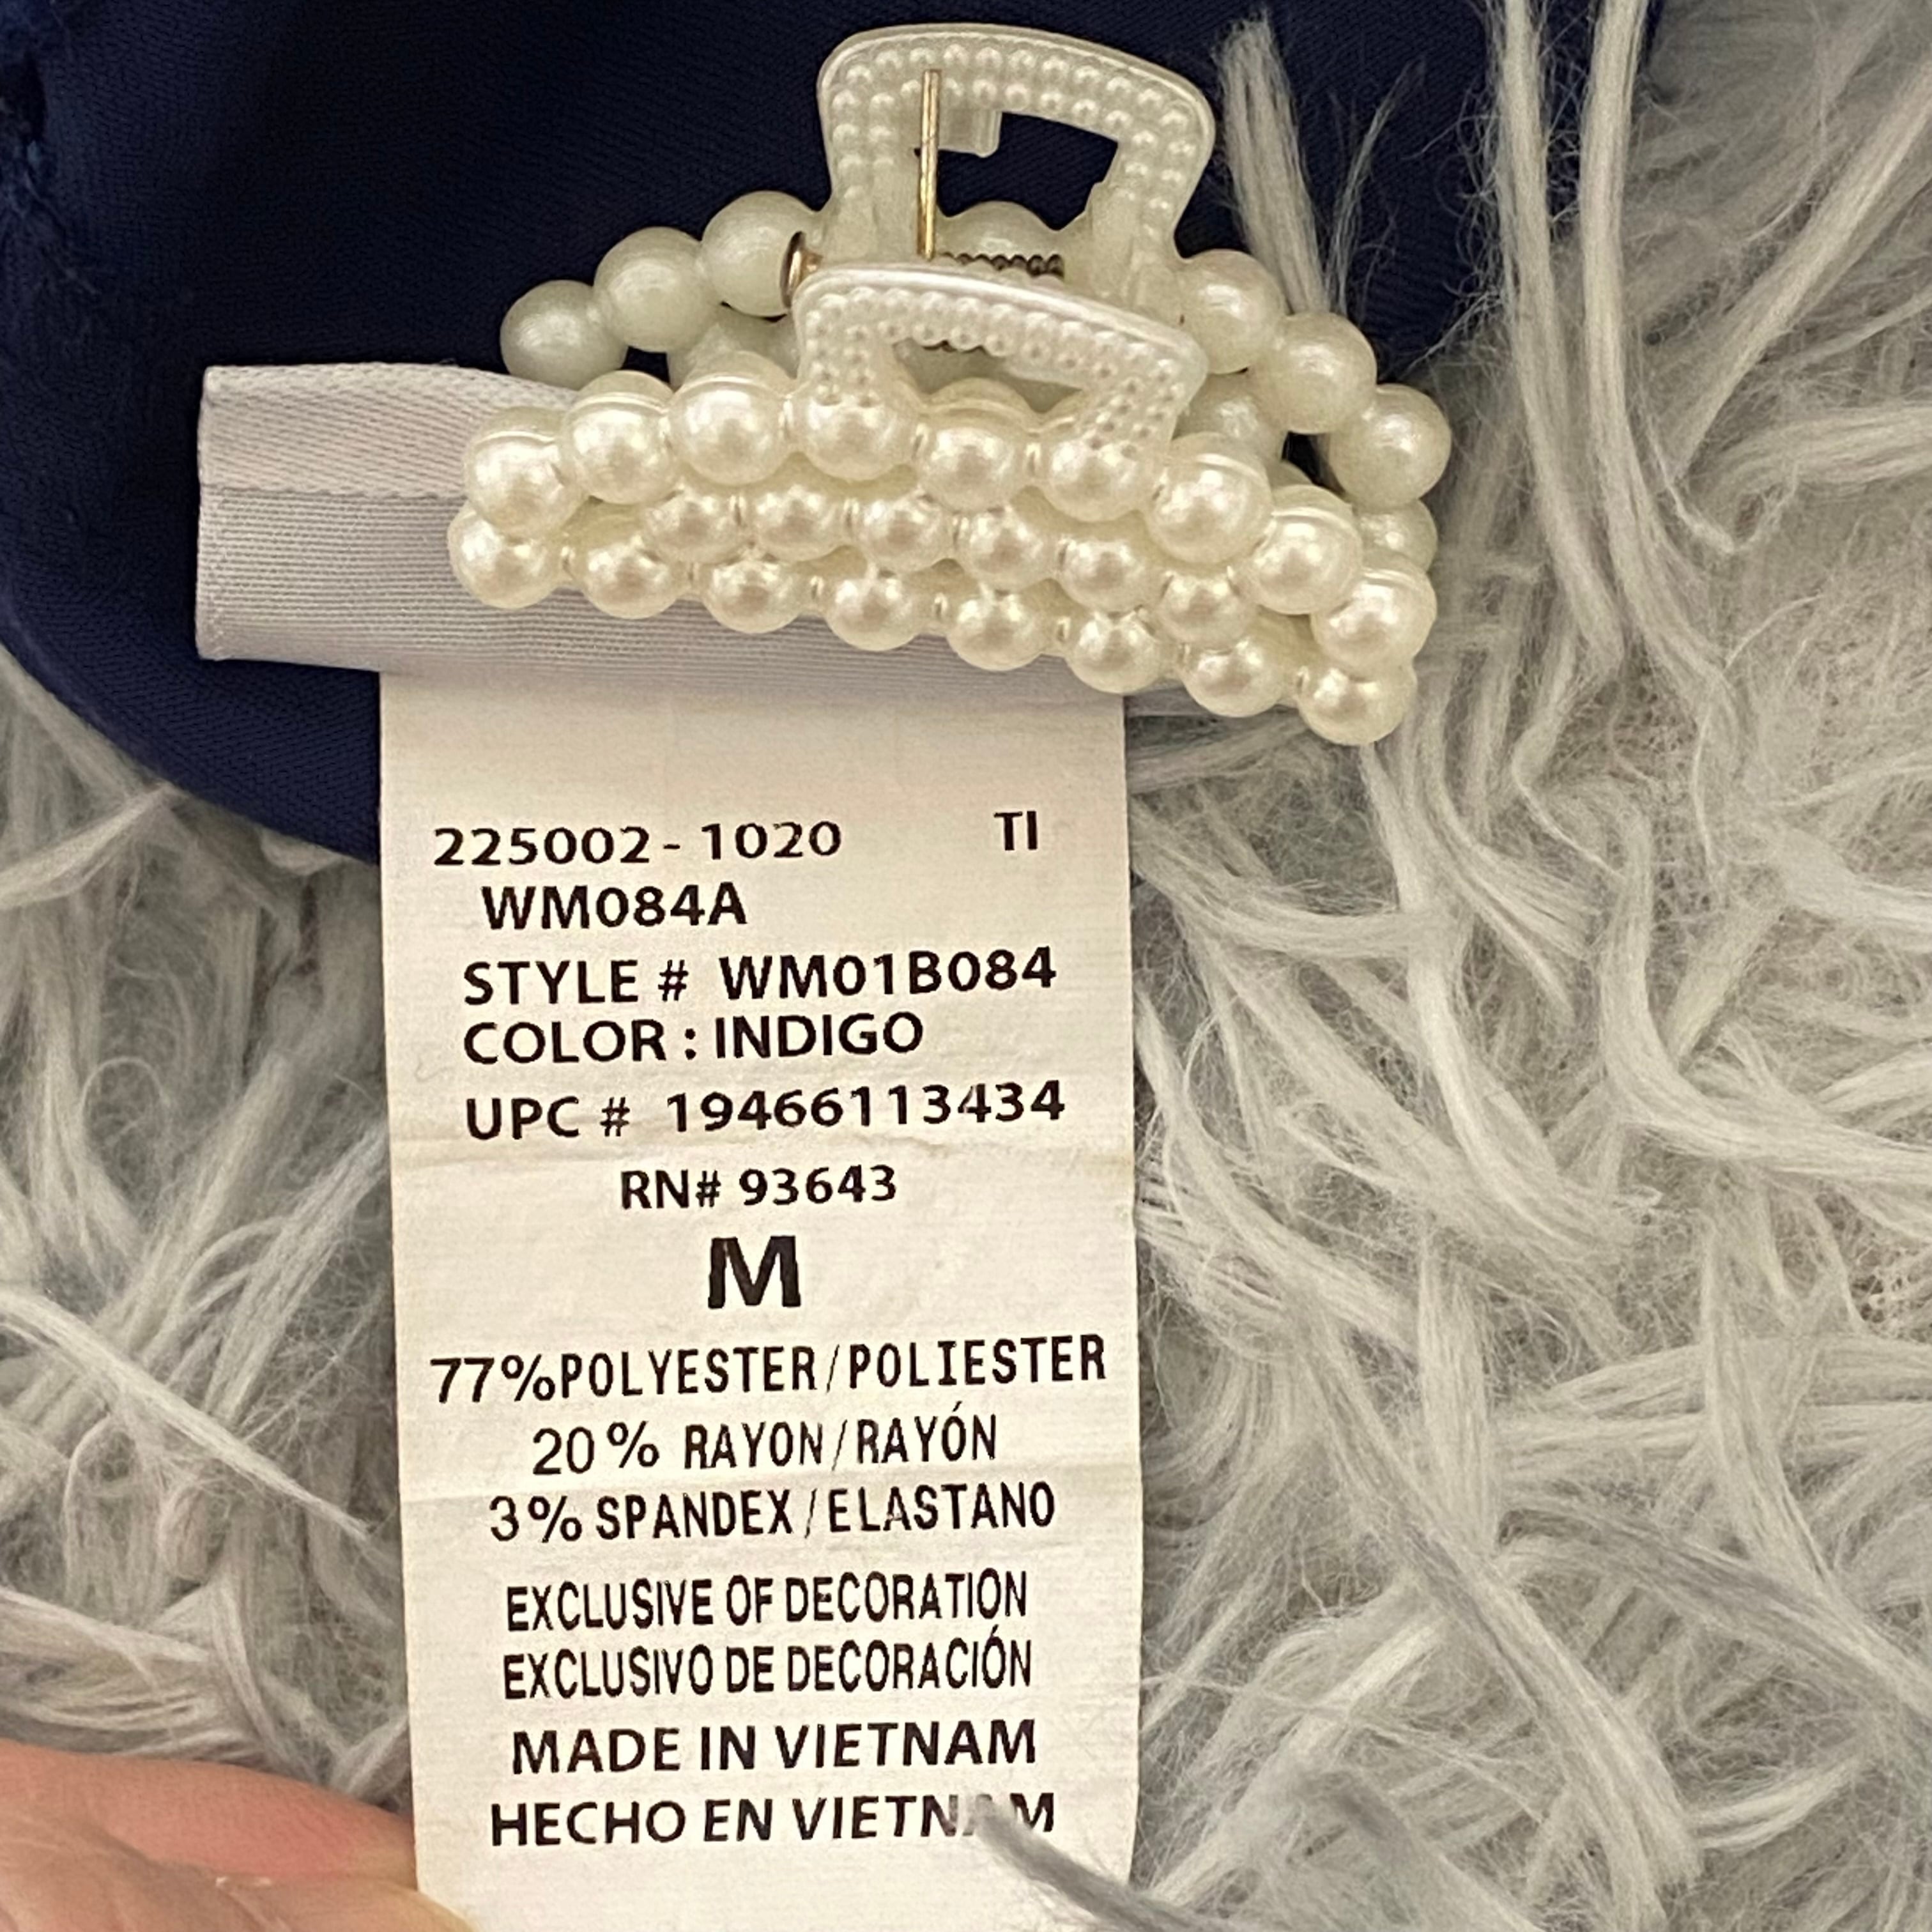 225002-1020 TI
WM084A
STYLE # WM01B084
COLOR : INDIGO
UPC # 19466113434
RN# 93643
M
77%POLYESTER/POLIESTER
20% RAYON/RAYÓN
3% SPANDEX/ELASTANO
EXCLUSIVE OF DECORATION
EXCLUSIVO DE DECORACIÓN
MADE IN VIETNAM
HECHO EN VIETNAM